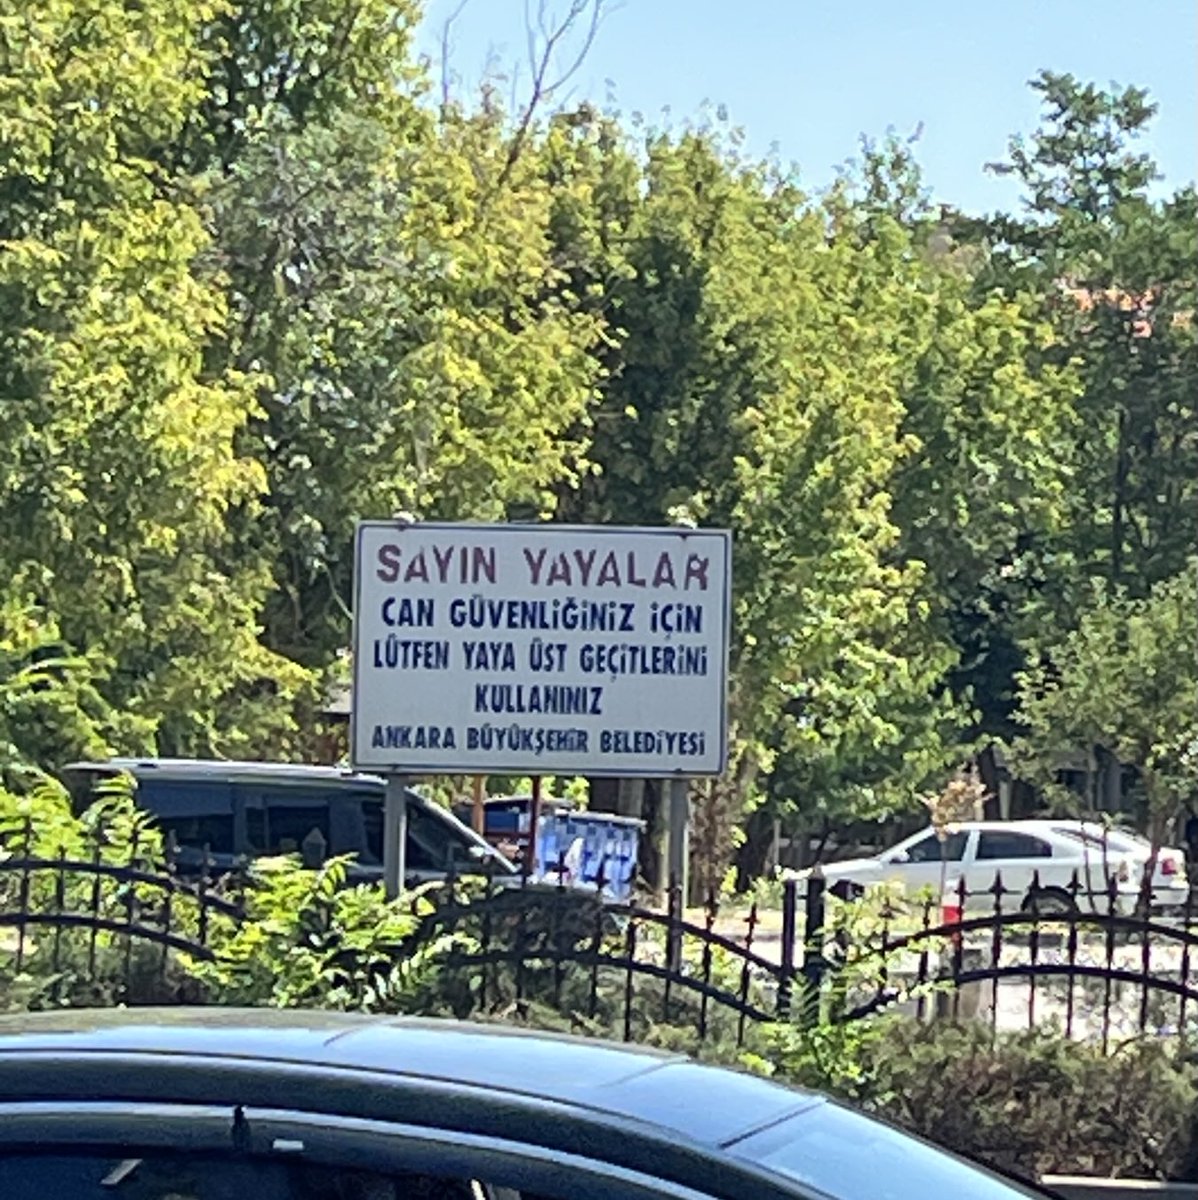 SAYIN YAYALAR
CAN GÜVENLİĞİNİZ İÇİN
LÜTFEN YAYA ÜST GEÇİTLERİNİ
KULLANINIZ
ANKARA BÜYÜKŞEHİR BELEDİYESİ